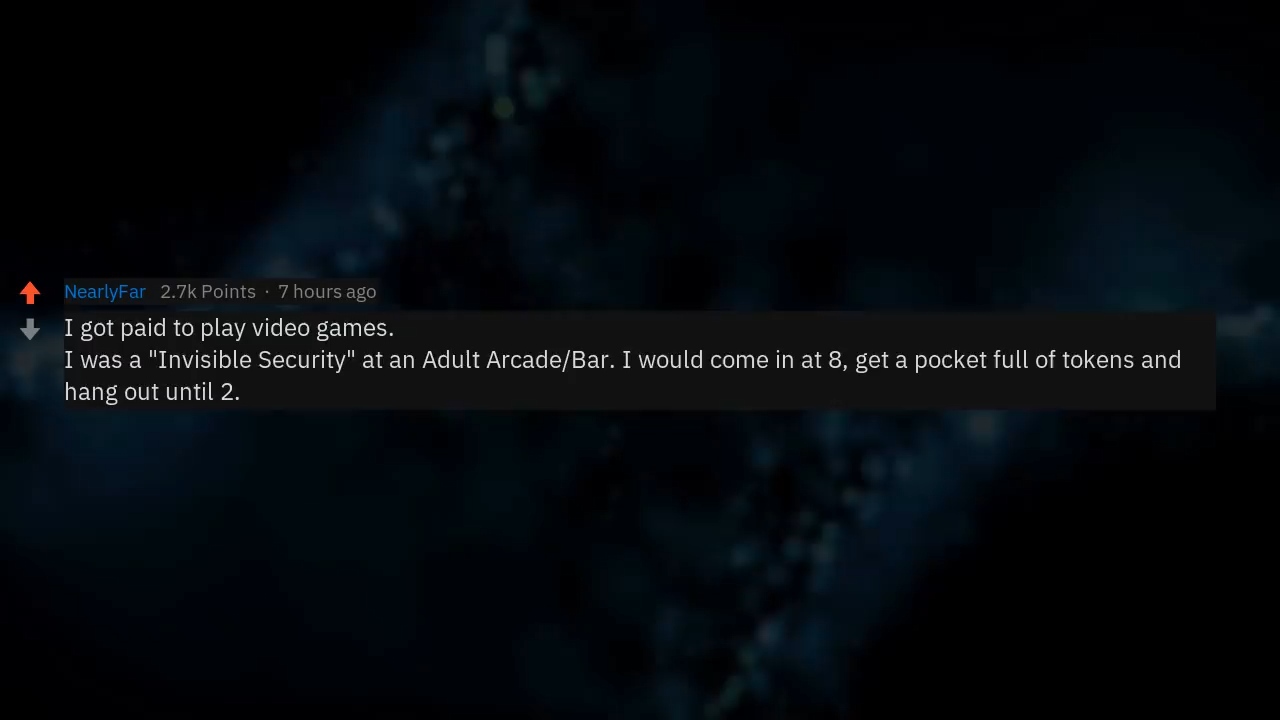 NearlyFar 2.7k Points · 7 hours ago
I got paid to play video games.
I was a "Invisible Security" at an Adult Arcade/Bar. I would come in at 8, get a pocket full of tokens and
hang out until 2.